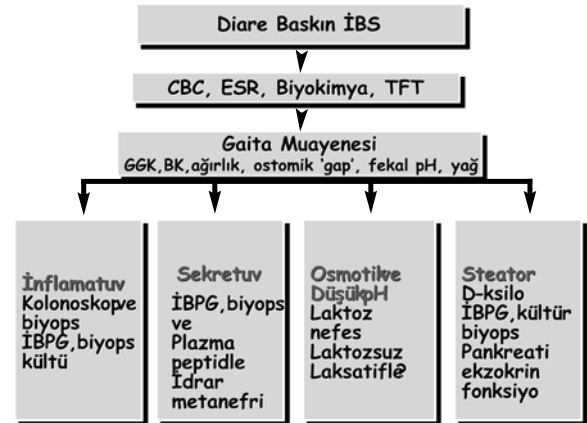 Diare Baskın İBS
CBC, ESR, Biyokimya, TFT
Gaita Muayenesi
GGK,BK,ağırlık, ostomik 'gap', fekal pH, yağ
İnflamatuv
Kolonoskopve
biyops
İBPG,biyops
kültü
Sekretuv
İBPG,biyops
ve
Plazma
peptidle
İdrar
metanefri
Osmotikve
DüşükpH
Laktoz
nefes
Laktozsuz
Laksatifle?
Steator
D-ksilo
İBPG,kültür
biyops
Pankreati
ekzokrin
fonksiyo